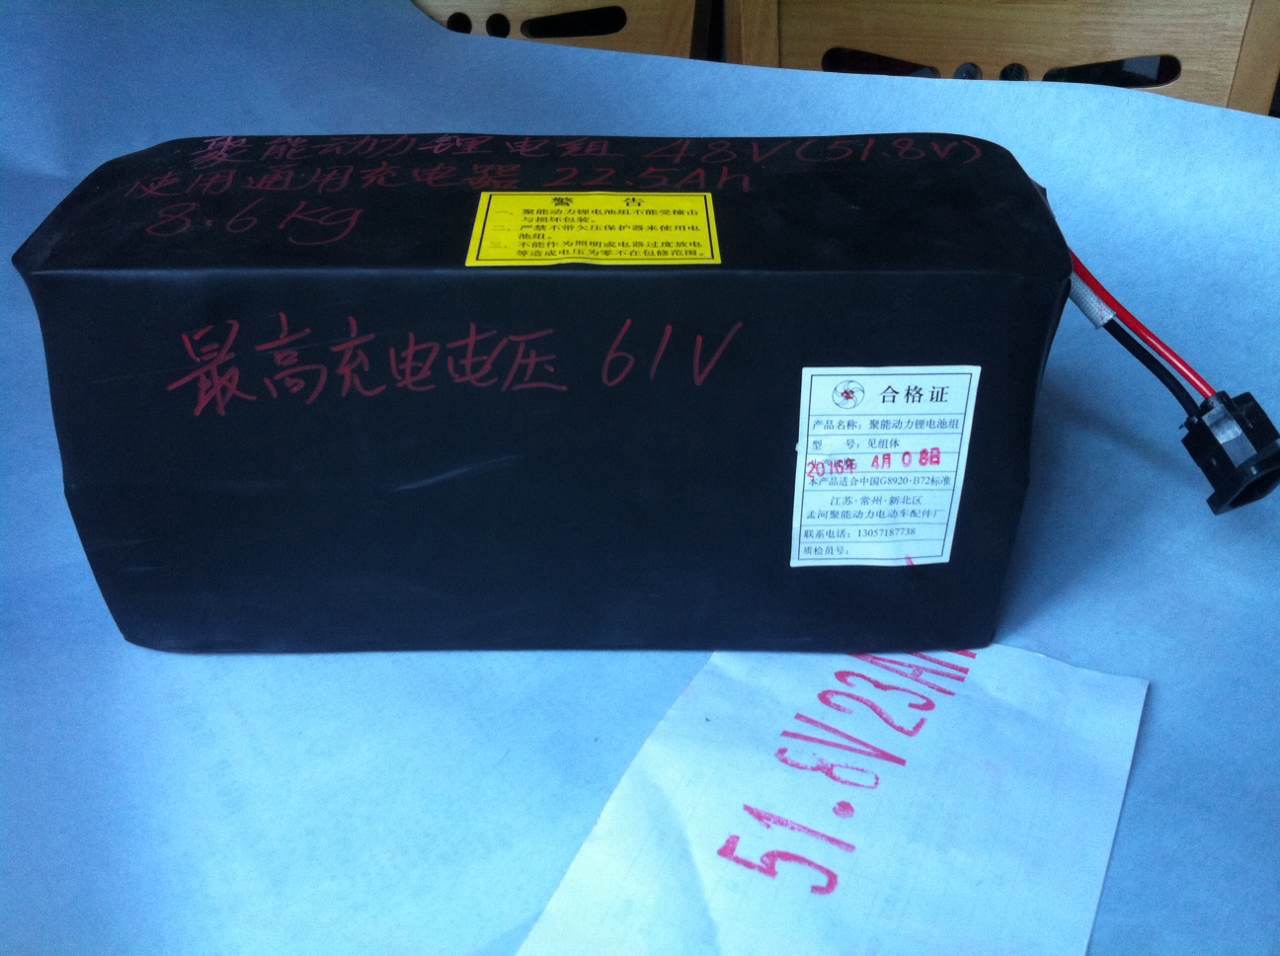 聚能动力锂电组 48V(51.8V)
使用通用充电器 22.5Ah
8.6Kg
警 告
一、聚能动力锂电池组不能受撞击
与损坏包装。
二、严禁不带欠压保护器来使用电
池组。
三、不能作为照明或电器过度放电
等造成电压为零不在包修范围。
最高充电电压 61V
合格证
产品名称：聚能动力锂电池组
型 号：见组体
2015年 4月 08日
本产品适合中国G8920·B72标准
江苏·常州·新北区
孟河聚能动力电动车配件厂
联系电话：13057187738
质检员号：
51.8V23AH